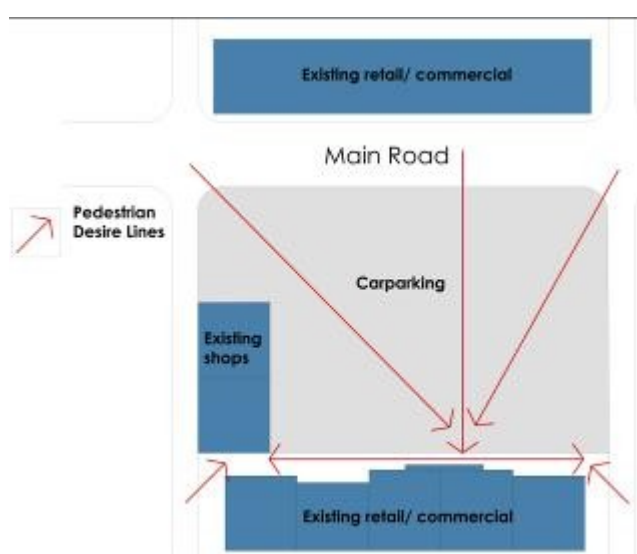 Existing retail/ commercial
Main Road
Pedestrian
Desire Lines
Carparking
Existing
shops
Existing retail/ commercial